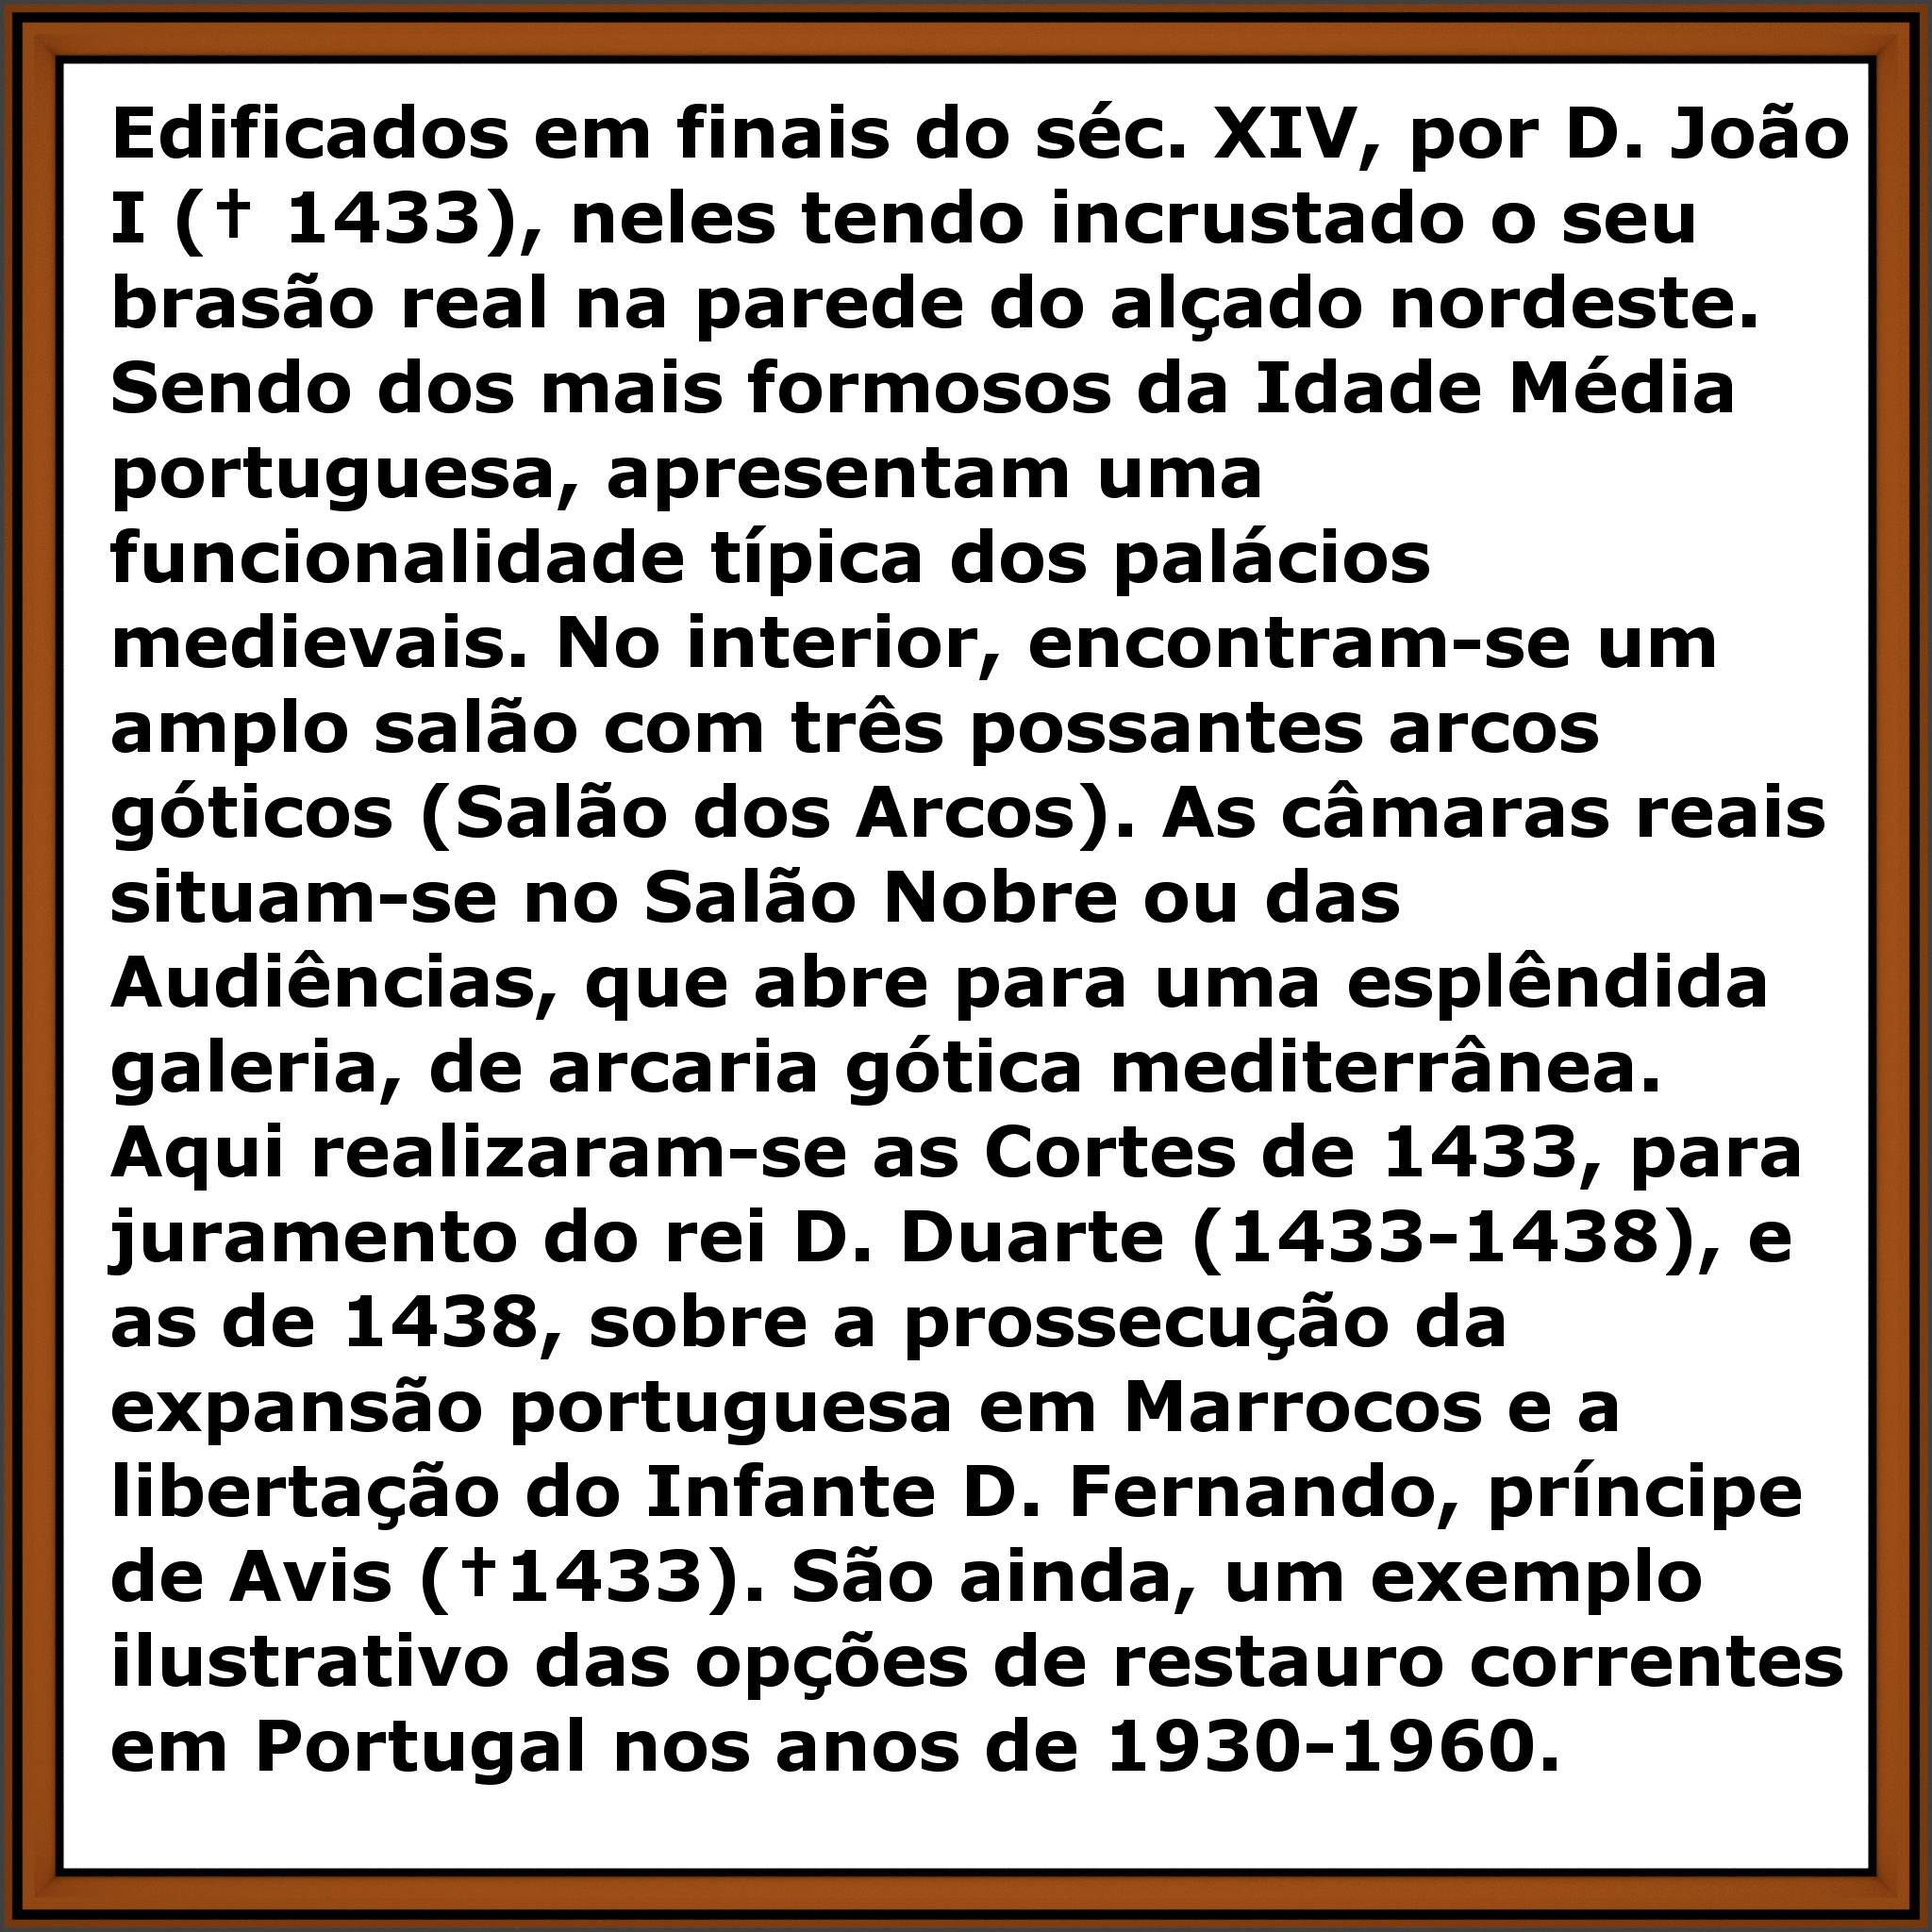 Edificados em finais do séc. XIV, por D. João
I († 1433), neles tendo incrustado o seu
brasão real na parede do alçado nordeste.
Sendo dos mais formosos da Idade Média
portuguesa, apresentam uma
funcionalidade típica dos palácios
medievais. No interior, encontram-se um
amplo salão com três possantes arcos
góticos (Salão dos Arcos). As câmaras reais
situam-se no Salão Nobre ou das
Audiências, que abre para uma esplêndida
galeria, de arcaria gótica mediterrânea.
Aqui realizaram-se as Cortes de 1433, para
juramento do rei D. Duarte (1433-1438), e
as de 1438, sobre a prossecução da
expansão portuguesa em Marrocos e a
libertação do Infante D. Fernando, príncipe
de Avis (†1433). São ainda, um exemplo
ilustrativo das opções de restauro correntes
em Portugal nos anos de 1930-1960.